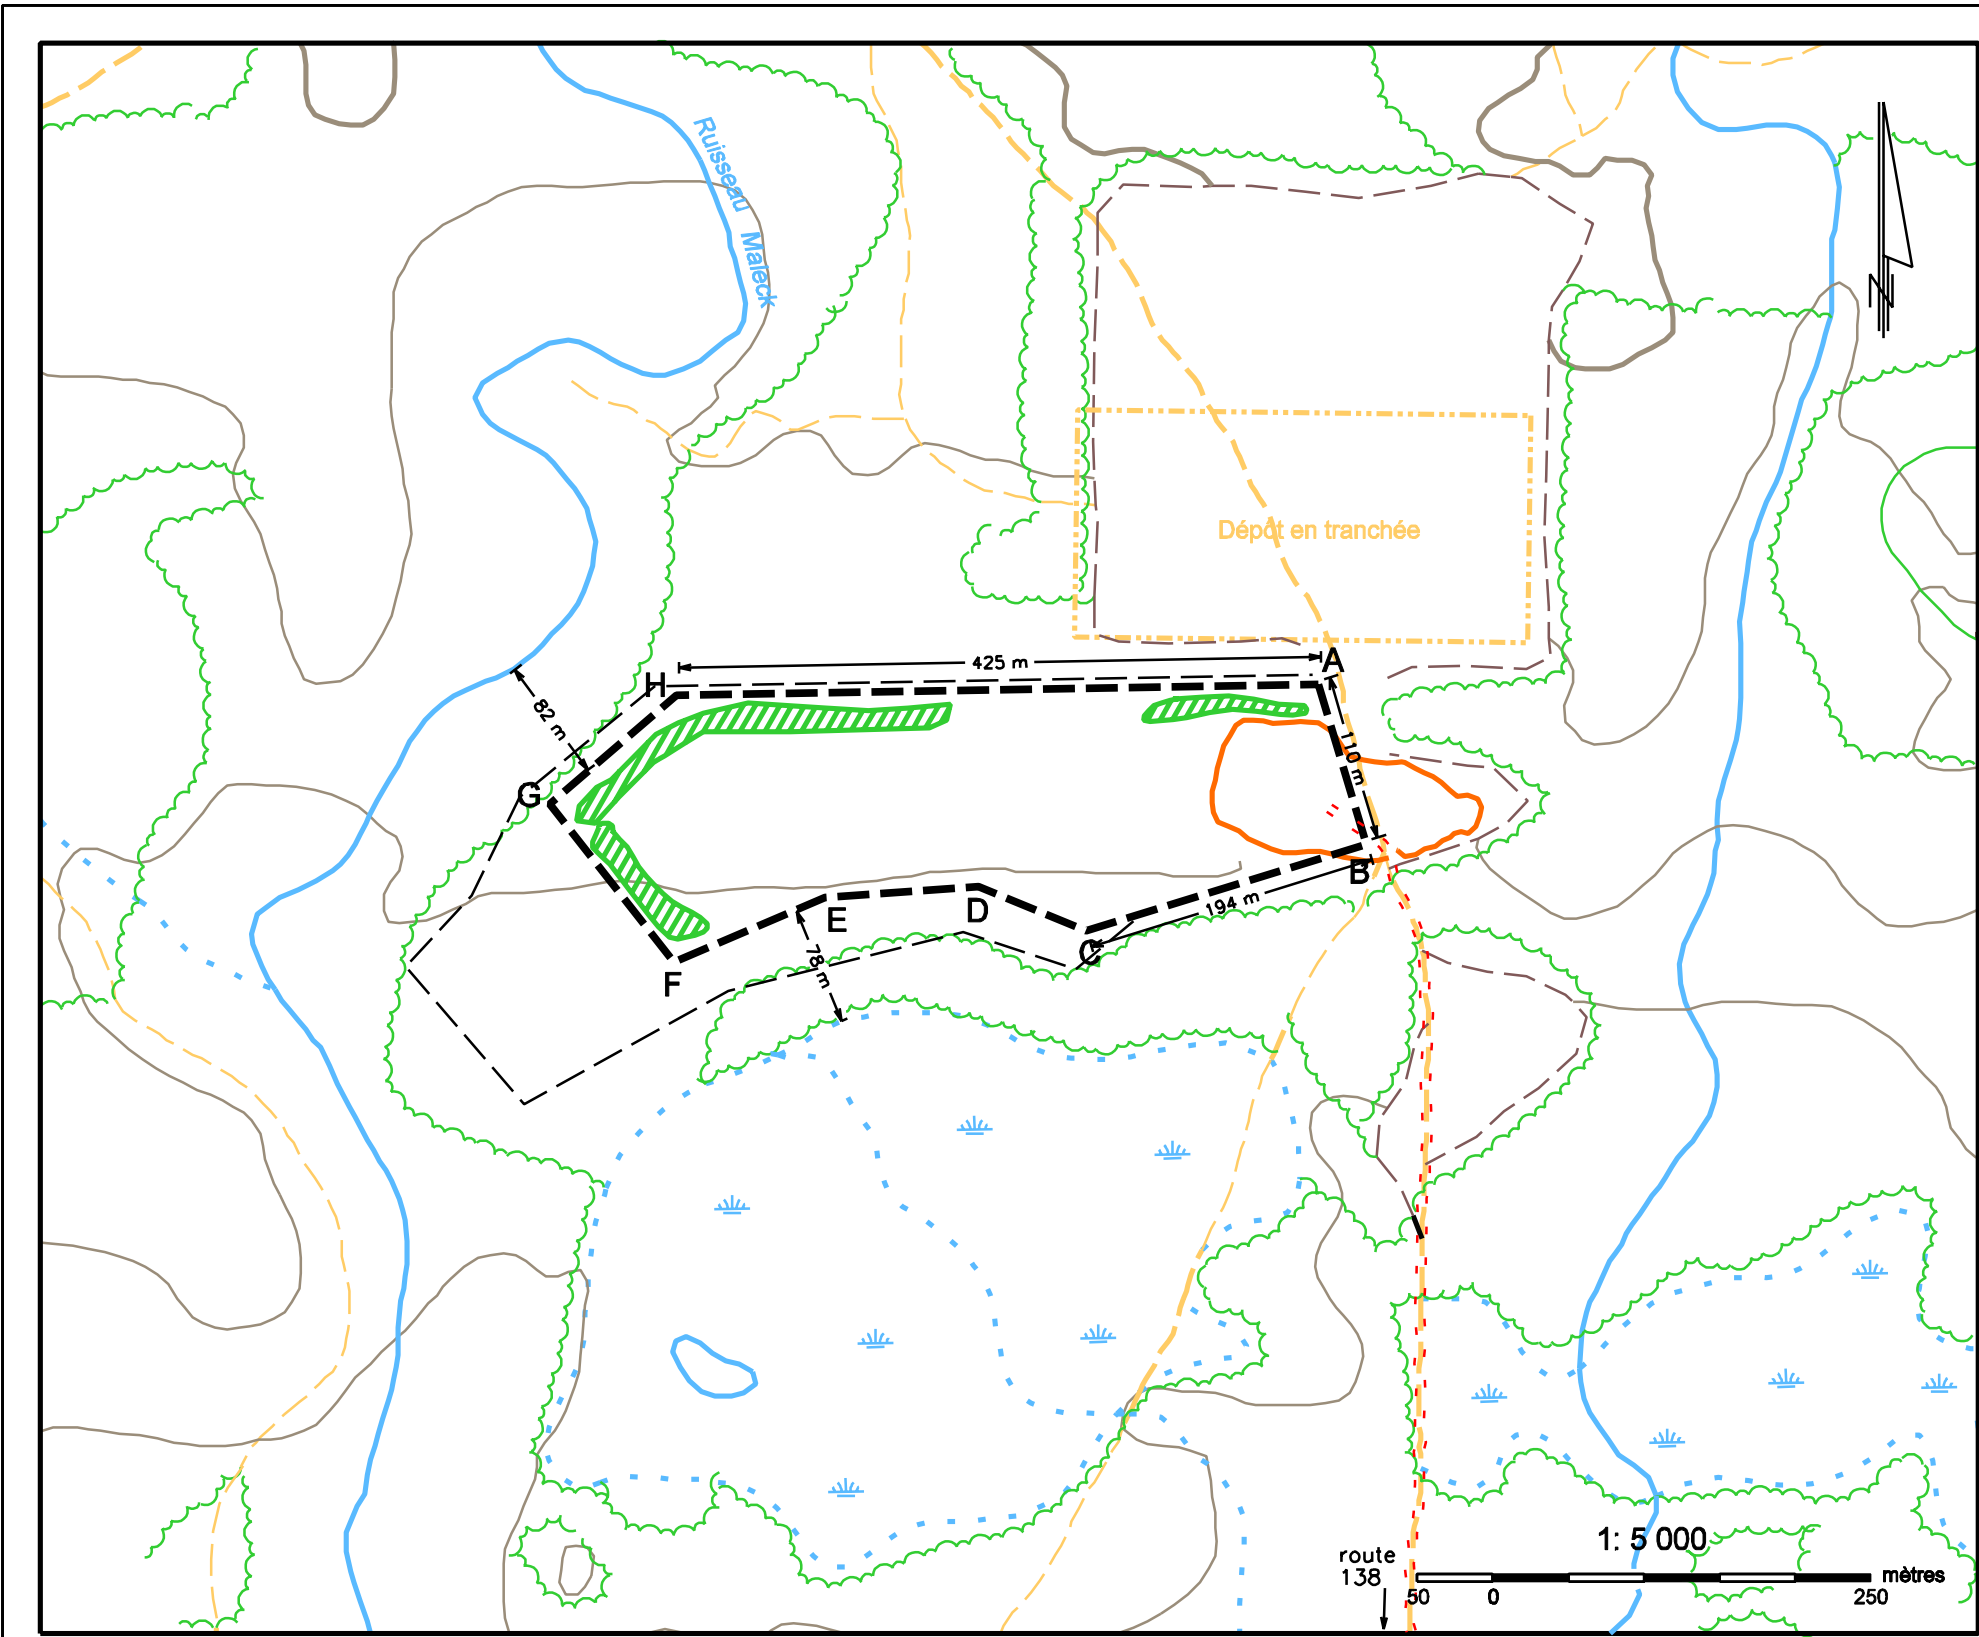 Ruisseau Maleck
Dépôt en tranchée
N
A
425 m
H
82 m
110 m
G
B
194 m
E
D
C
78 m
F
1: 5 000
route
138
mètres
50 0 250